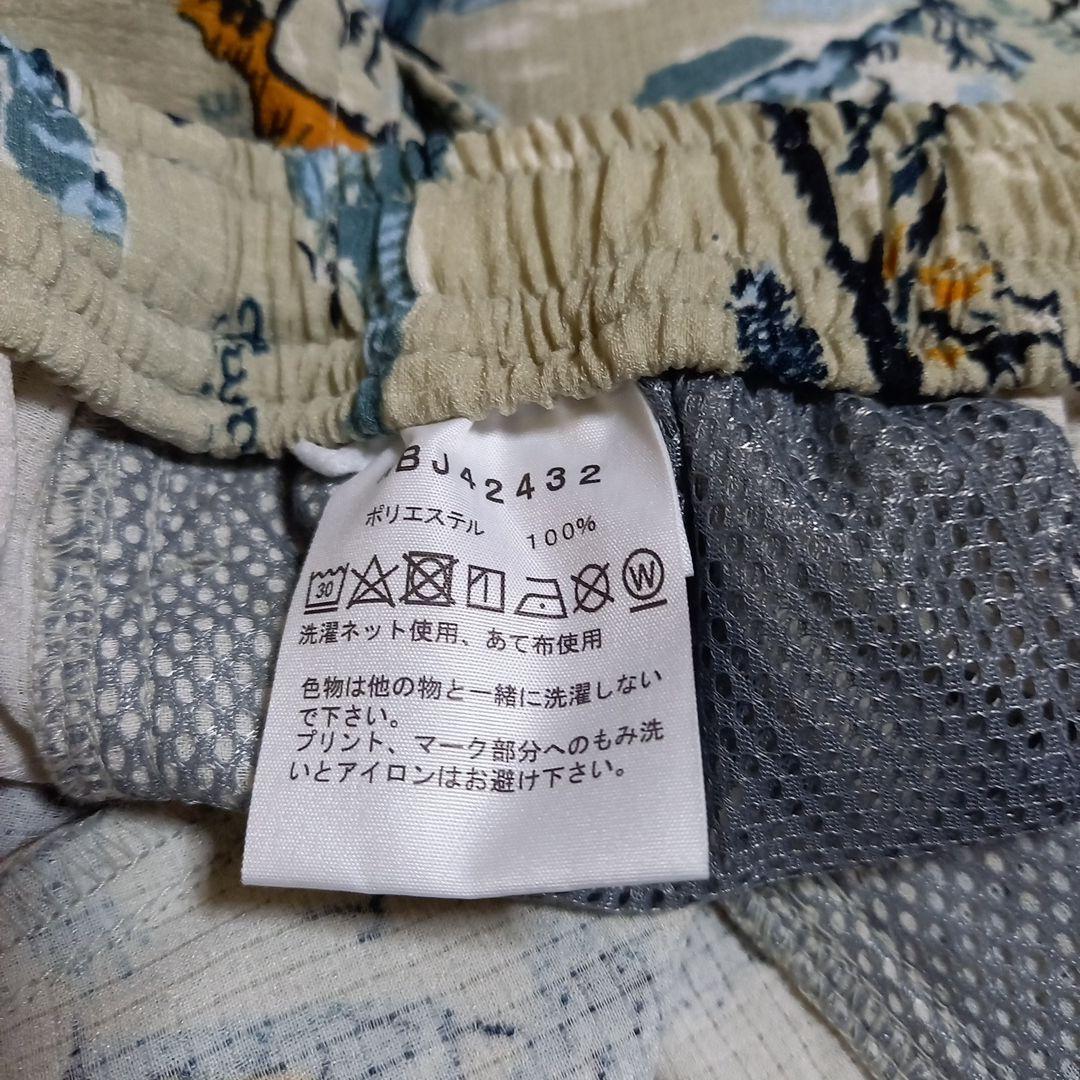 BJ42432
ポリエステル 100%
30 W
洗濯ネット使用、あて布使用
色物は他の物と一緒に洗濯しない
で下さい。
プリント、マーク部分へのもみ洗
いとアイロンはお避け下さい。